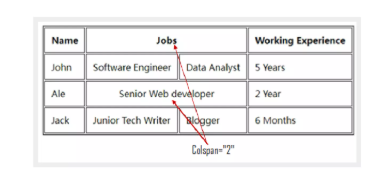 Name Jobs Working Experience
John Software Engineer Data Analyst 5 Years
Ale Senior Web developer 2 Year
Jack Junior Tech Writer Blogger 6 Months
Colspan="2"